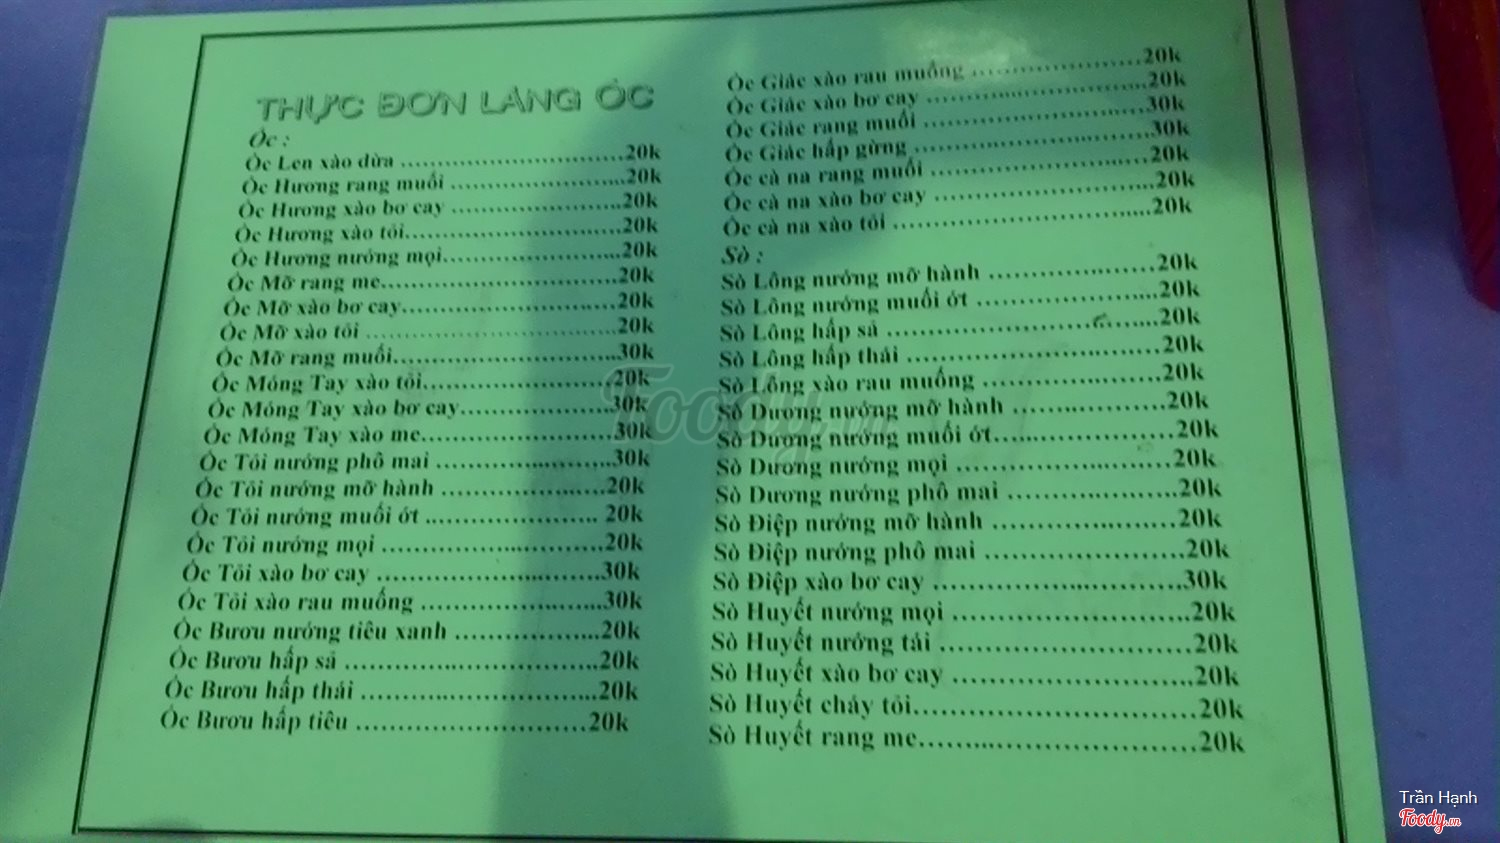 THỰC ĐƠN LÀNG ỐC
Ốc :
Ốc Len xào dừa ..............................20k
Ốc Hương rang muối ..............................20k
Ốc Hương xào bơ cay ..............................20k
Ốc Hương xào tỏi..............................20k
Ốc Hương nướng mọi..............................20k
Ốc Mỡ rang me..............................20k
Ốc Mỡ xào bơ cay..............................20k
Ốc Mỡ xào tỏi ..............................20k
Ốc Mỡ rang muối..............................30k
Ốc Móng Tay xào tỏi..............................20k
Ốc Móng Tay xào bơ cay..............................30k
Ốc Móng Tay xào me..............................30k
Ốc Tỏi nướng phô mai ..............................30k
Ốc Tỏi nướng mỡ hành ..............................20k
Ốc Tỏi nướng muối ớt .............................. 20k
Ốc Tỏi nướng mọi ..............................20k
Ốc Tỏi xào bơ cay ..............................30k
Ốc Tỏi xào rau muống ..............................30k
Ốc Bươu nướng tiêu xanh ..............................20k
Ốc Bươu hấp sả ..............................20k
Ốc Bươu hấp thái ..............................20k
Ốc Bươu hấp tiêu ..............................20k
Ốc Giác xào rau muống ..............................20k
Ốc Giác xào bơ cay ..............................20k
Ốc Giác rang muối ..............................30k
Ốc Giác hấp gừng ..............................30k
Ốc cà na rang muối ..............................20k
Ốc cà na xào bơ cay ..............................20k
Ốc cà na xào tỏi ..............................20k
Sò :
Sò Lông nướng mỡ hành ..............................20k
Sò Lông nướng muối ớt ..............................20k
Sò Lông hấp sả ..............................20k
Sò Lông hấp thái ..............................20k
Sò Lông xào rau muống ..............................20k
Sò Dương nướng mỡ hành ..............................20k
Sò Dương nướng muối ớt..............................20k
Sò Dương nướng mọi ..............................20k
Sò Dương nướng phô mai ..............................20k
Sò Điệp nướng mỡ hành ..............................20k
Sò Điệp nướng phô mai ..............................20k
Sò Điệp xào bơ cay ..............................30k
Sò Huyết nướng mọi ..............................20k
Sò Huyết nướng tái ..............................20k
Sò Huyết xào bơ cay ..............................20k
Sò Huyết cháy tỏi..............................20k
Sò Huyết rang me..............................20k
Foody.vn
Trần Hạnh
Foody.vn